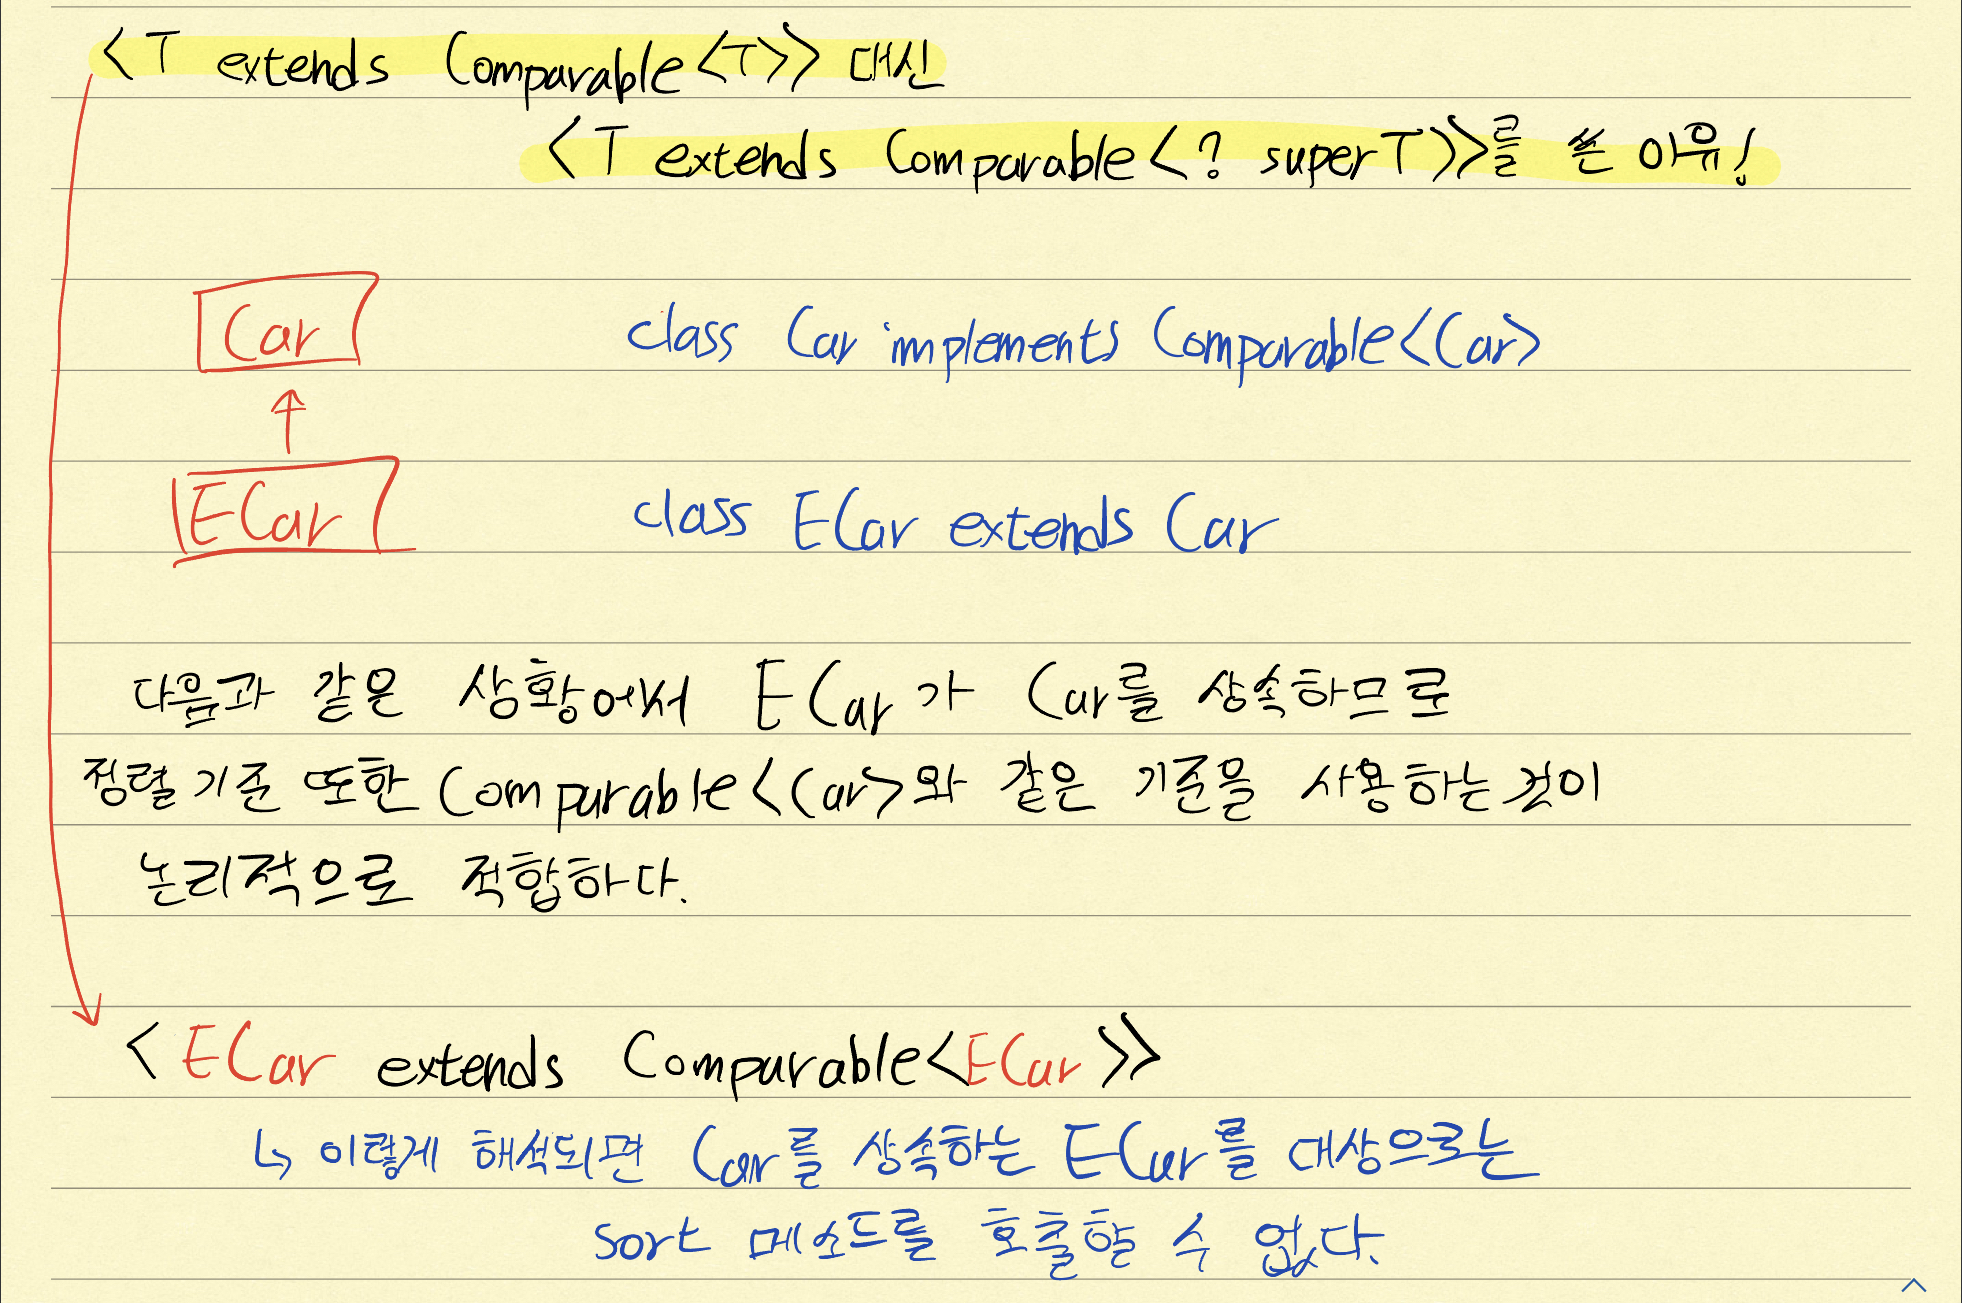 <T extends Comparable<T>> 대신
<T extends Comparable<? super T>>를 쓴 이유!
Car
class Car implements Comparable<Car>
ECar
class ECar extends Car
다음과 같은 상황에서 ECar가 Car를 상속하므로
정렬 기준 또한 Comparable<Car>와 같은 기준을 사용하는 것이
논리적으로 적합하다.
<ECar extends Comparable<ECar>>
↳ 이렇게 해석되면 Car를 상속하는 ECar를 대상으로는
sort 메소드를 호출할 수 없다.